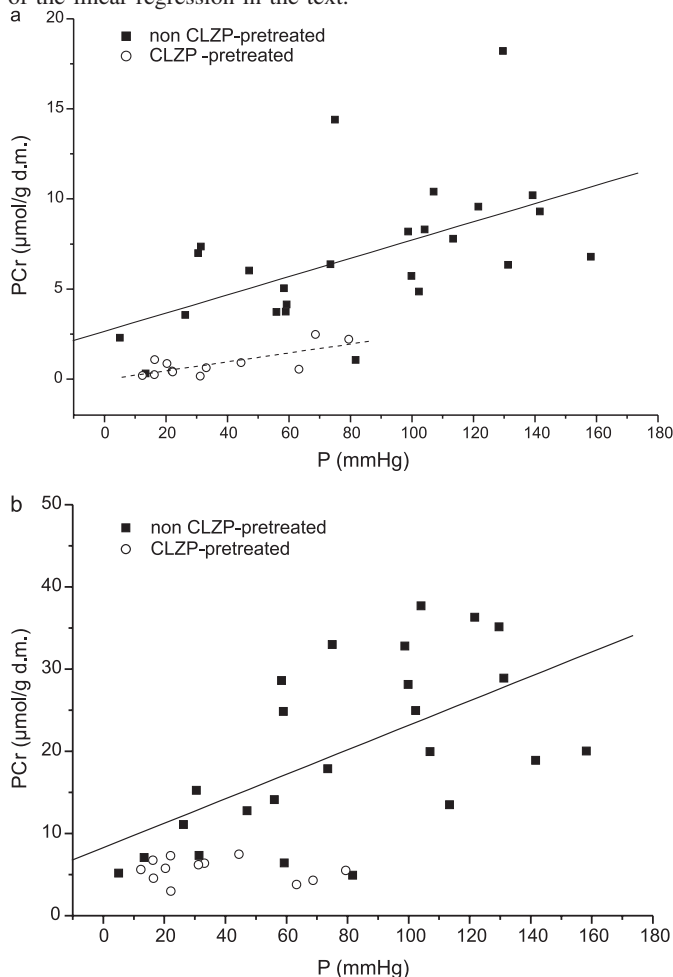 of the linear regression in the text.
a
20
non CLZP-pretreated
CLZP -pretreated
15
10
5
0
PCr (µmol/g d.m.)
0 20 40 60 80 100 120 140 160 180
P (mmHg)
b
50
non CLZP-pretreated
CLZP-pretreated
40
30
20
10
0
PCr (µmol/g d.m.)
0 20 40 60 80 100 120 140 160 180
P (mmHg)